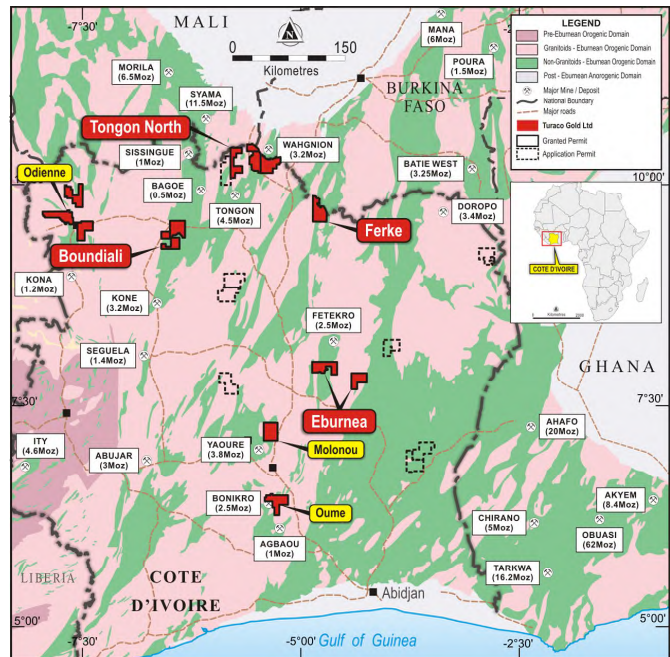 -7°30'
-5°00'
MALI
0
150
Kilometres
MANA
(6Moz)
POURA
(1.5Moz)
BURKINA
FASO
MORILA
(6.5Moz)
SYAMA
(11.5Moz)
Tongon North
SISSINGUE
(1Moz)
WAHGNION
(3.2Moz)
BATIE WEST
(3.25Moz)
10°00'
Odienne
BAGOE
(0.5Moz)
TONGON
(4.5Moz)
DOROPO
(3.4Moz)
Ferke
Boundiali
KONA
(1.2Moz)
KONE
(3.2Moz)
FETEKRO
(2.5Moz)
SEGUELA
(1.4Moz)
GHANA
7°30'
7°30'
Eburnea
ITY
(4.6Moz)
ABUJAR
(3Moz)
YAOURE
(3.8Moz)
Molonou
AHAFO
(20Moz)
BONIKRO
(2.5Moz)
Oume
AKYEM
(8.4Moz)
AGBAOU
(1Moz)
CHIRANO
(5Moz)
OBUASI
(62Moz)
TARKWA
(16.2Moz)
LIBERIA
COTE
D'IVOIRE
Abidjan
5°00'
5°00'
-7°30'
-5°00'
Gulf of Guinea
-2°30'
LEGEND
Pre-Eburnean Orogenic Domain
Granitoids - Eburnean Orogenic Domain
Non-Granitoids - Eburnean Orogenic Domain
Post - Eburnean Anorogenic Domain
Major Mine / Deposit
National Boundary
Major roads
Turaco Gold Ltd
Granted Permit
Application Permit
COTE D'IVOIRE
Kilometres
0
2000